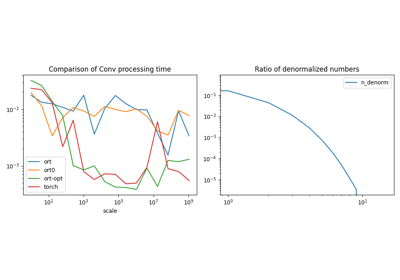 Comparison of Conv processing time
10⁻²
10⁻³
ort
ort0
ort-opt
torch
10¹
10³
10⁵
10⁷
10⁹
scale
Ratio of denormalized numbers
n_denorm
10⁻¹
10⁻²
10⁻³
10⁻⁴
10⁻⁵
10⁰
10¹